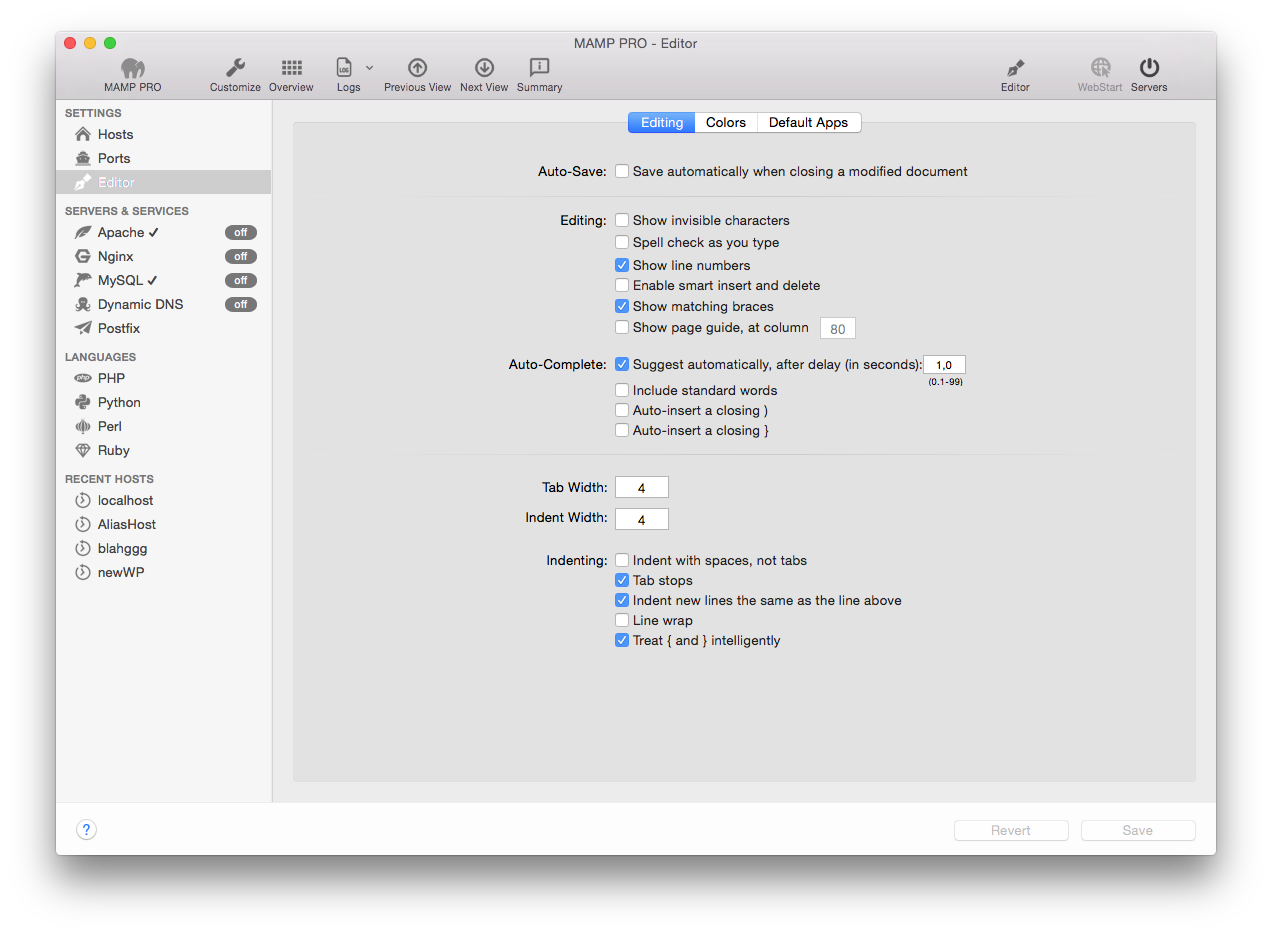 MAMP PRO - Editor
LOG
MAMP PRO Customize Overview Logs Previous View Next View Summary Editor WebStart Servers
SETTINGS
Hosts
Ports
Editor
SERVERS & SERVICES
Apache ✔ off
Nginx off
MySQL ✔ off
Dynamic DNS off
Postfix
LANGUAGES
php PHP
Python
Perl
Ruby
RECENT HOSTS
localhost
AliasHost
blahggg
newWP
Editing Colors Default Apps
Auto-Save: Save automatically when closing a modified document
Editing: Show invisible characters
Spell check as you type
Show line numbers
Enable smart insert and delete
Show matching braces
Show page guide, at column 80
Auto-Complete: Suggest automatically, after delay (in seconds): 1,0
(0.1-99)
Include standard words
Auto-insert a closing )
Auto-insert a closing }
Tab Width: 4
Indent Width: 4
Indenting: Indent with spaces, not tabs
Tab stops
Indent new lines the same as the line above
Line wrap
Treat { and } intelligently
? Revert Save